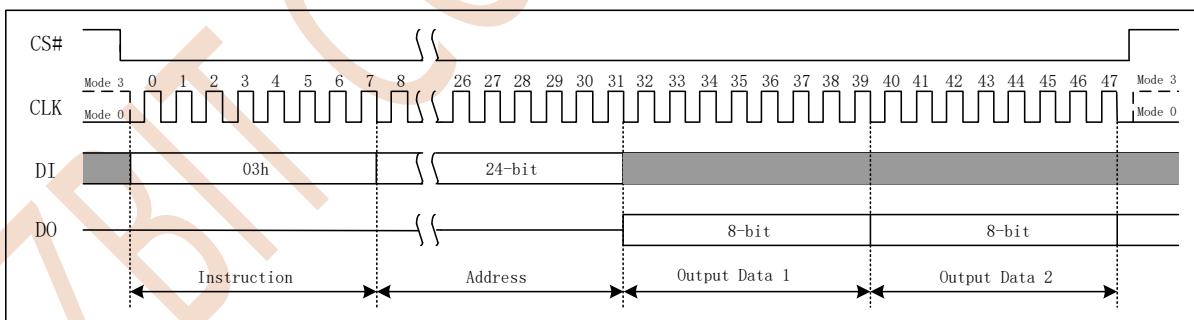 ZBIT CO
CS#
Mode 3 0 1 2 3 4 5 6 7 8 26 27 28 29 30 31 32 33 34 35 36 37 38 39 40 41 42 43 44 45 46 47 Mode 3
CLK
Mode 0 Mode 0
DI 03h 24-bit
DO 8-bit 8-bit
Instruction Address Output Data 1 Output Data 2